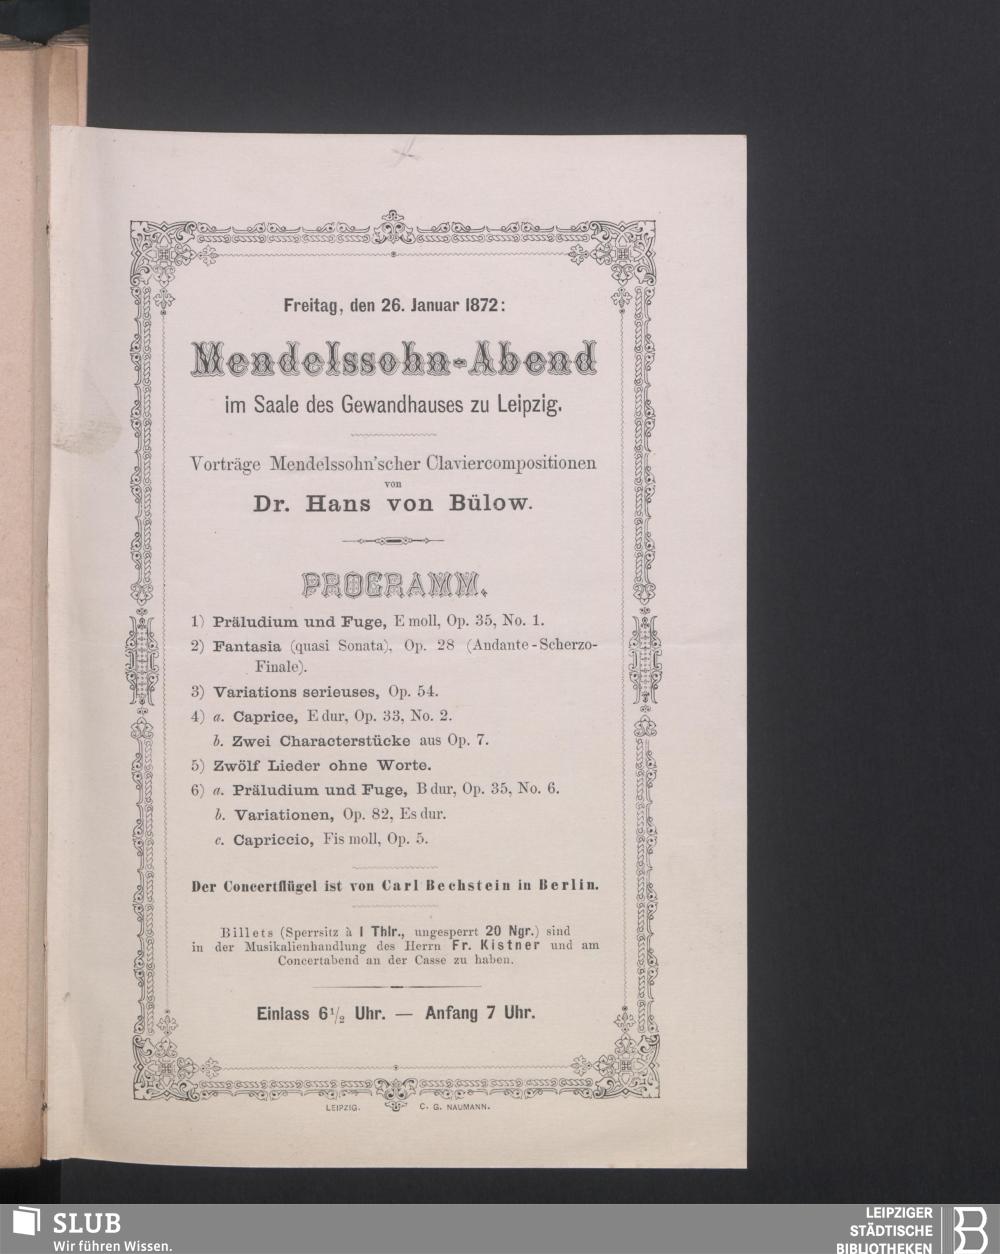 Freitag, den 26. Januar 1872:
Mendelssohn-Abend
im Saale des Gewandhauses zu Leipzig.
Vorträge Mendelssohn'scher Claviercompositionen
von
Dr. Hans von Bülow.
PROGRAMM.
1) Präludium und Fuge, E moll, Op. 35, No. 1.
2) Fantasia (quasi Sonata), Op. 28 (Andante-Scherzo-
Finale).
3) Variations serieuses, Op. 54.
4) a. Caprice, E dur, Op. 33, No. 2.
b. Zwei Characterstücke aus Op. 7.
5) Zwölf Lieder ohne Worte.
6) a. Präludium und Fuge, B dur, Op. 35, No. 6.
b. Variationen, Op. 82, Es dur.
c. Capriccio, Fis moll, Op. 5.
Der Concertflügel ist von Carl Bechstein in Berlin.
Billets (Sperrsitz à 1 Thlr., ungesperrt 20 Ngr.) sind
in der Musikalienhandlung des Herrn Fr. Kistner und am
Concertabend an der Casse zu haben.
Einlass 6½ Uhr. — Anfang 7 Uhr.
LEIPZIG. C. G. NAUMANN.
SLUB
Wir führen Wissen.
LEIPZIGER
STÄDTISCHE
BIBLIOTHEKEN